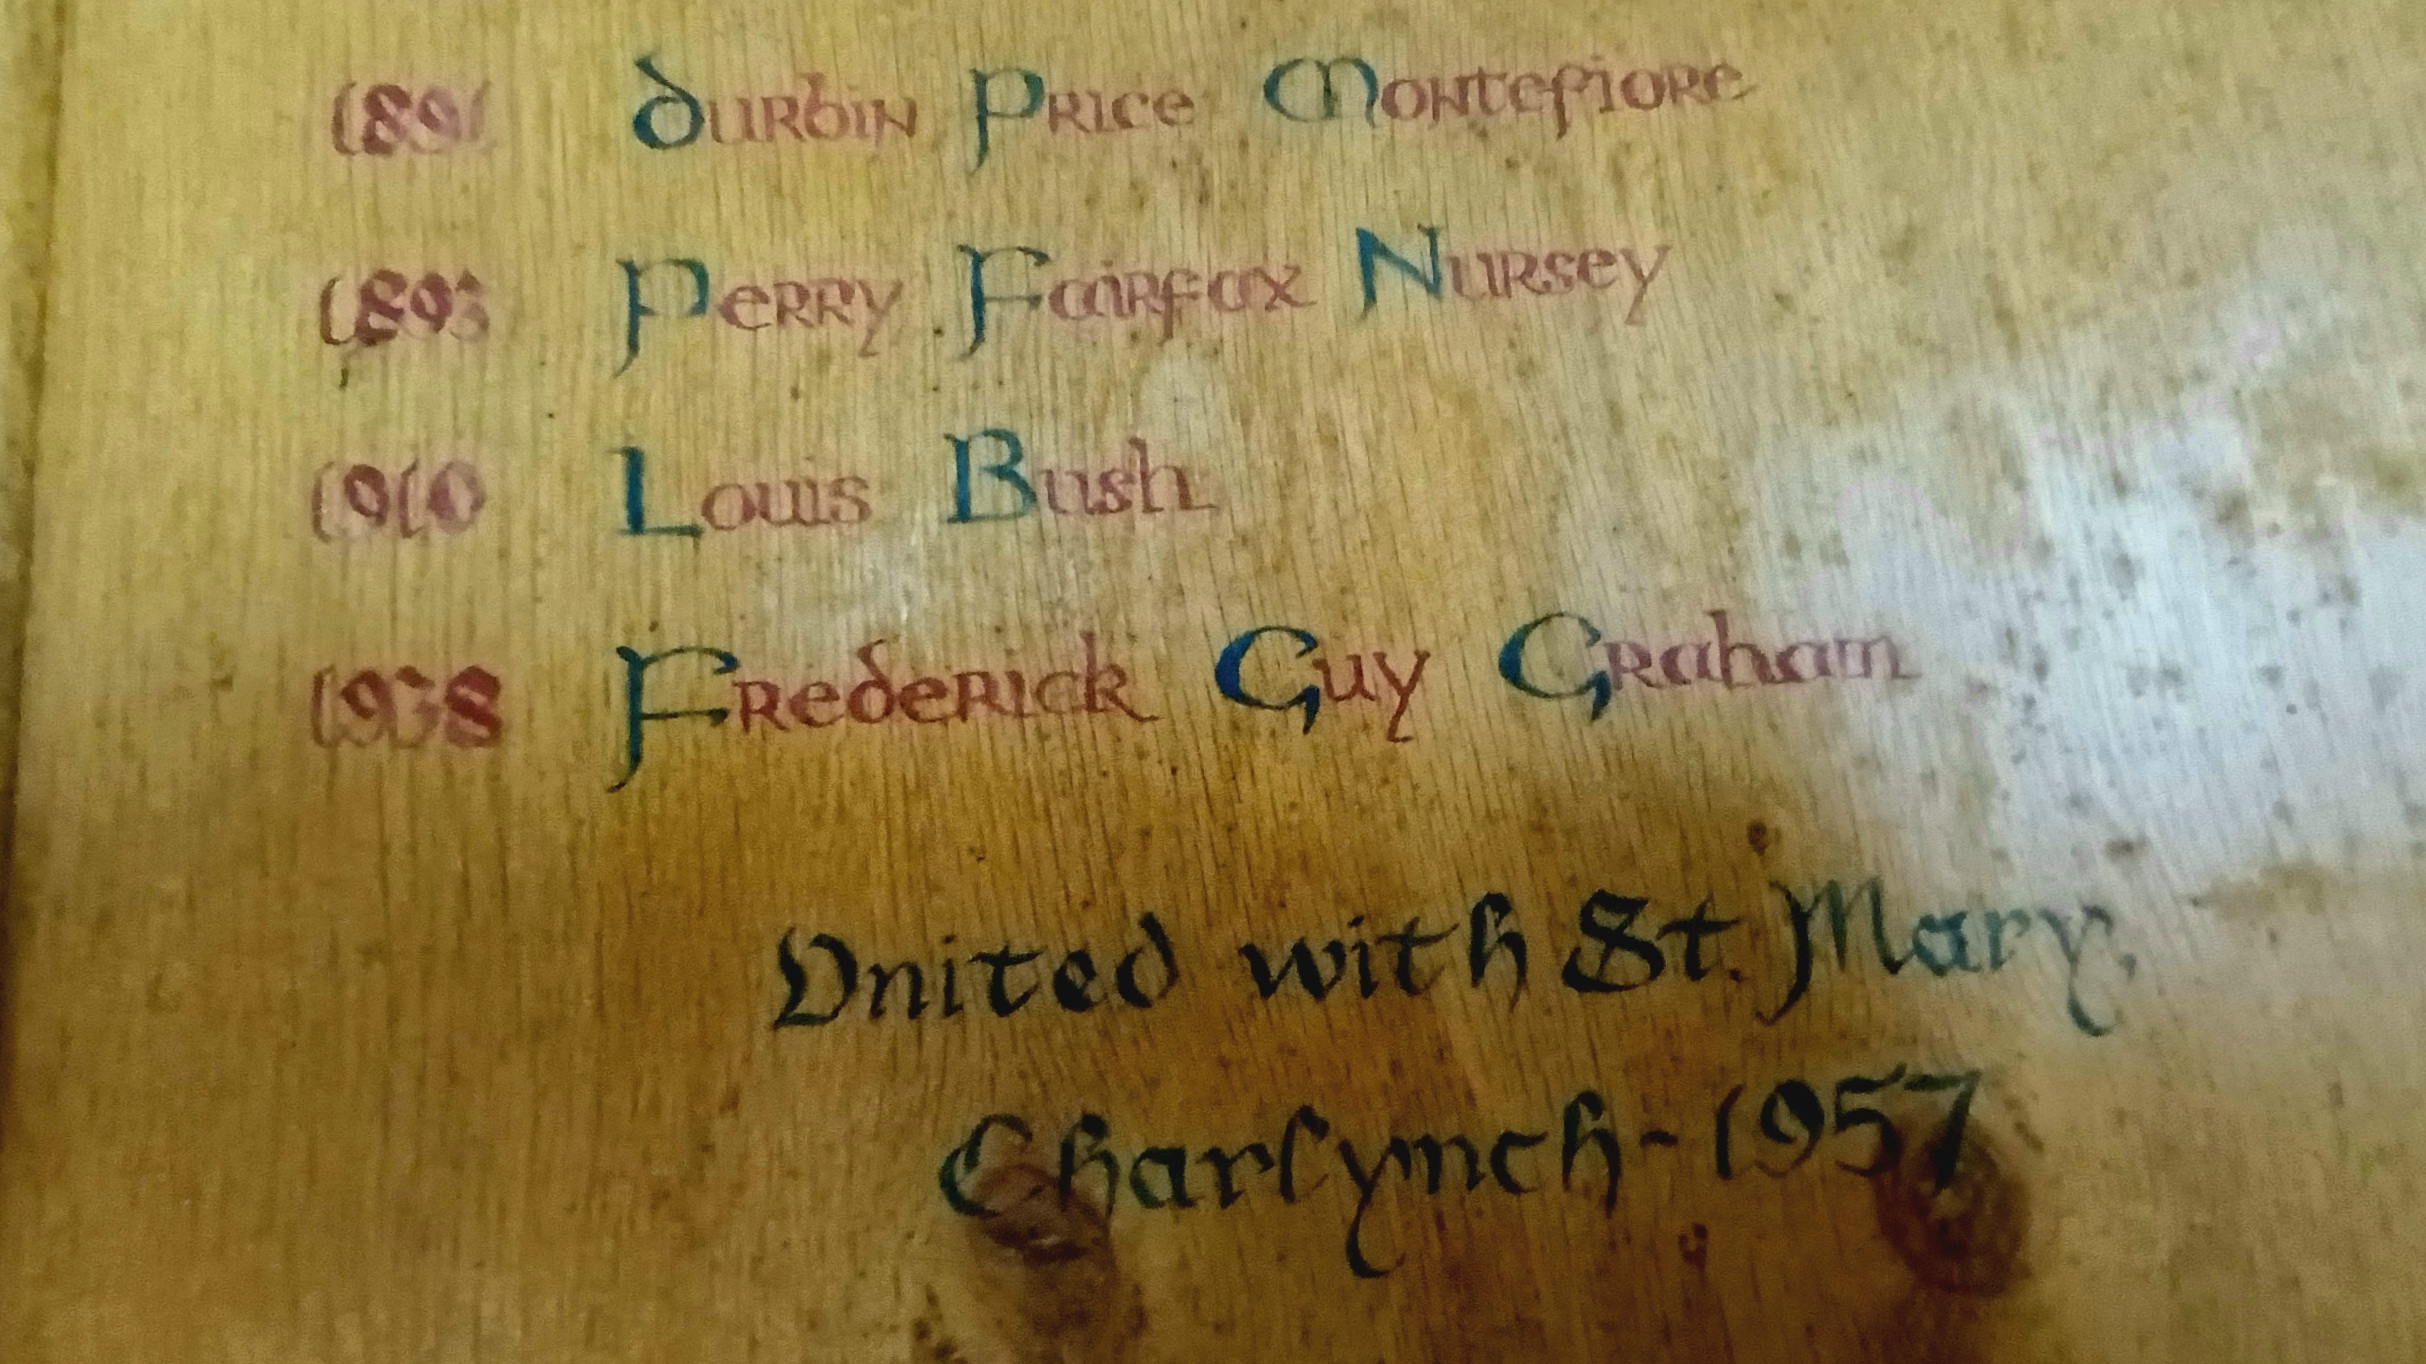 1891 Durbin Price Montefiore
1893 Perry Fairfax Nursey
1910 Louis Bush
1938 Frederick Guy Graham
United with St. Mary,
Charlynch - 1957